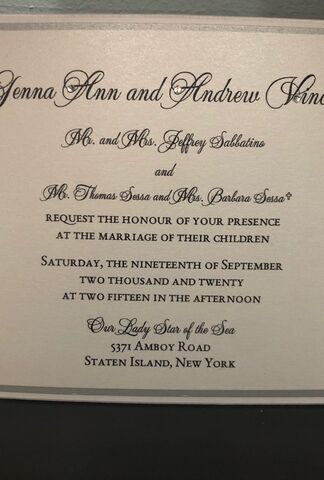 Jenna Ann and Andrew Vinc
Mr. and Mrs. Jeffrey Sabbatino
and
Mr. Thomas Sessa and Mrs. Barbara Sessa✞
REQUEST THE HONOUR OF YOUR PRESENCE
AT THE MARRIAGE OF THEIR CHILDREN
SATURDAY, THE NINETEENTH OF SEPTEMBER
TWO THOUSAND AND TWENTY
AT TWO FIFTEEN IN THE AFTERNOON
Our Lady Star of the Sea
5371 AMBOY ROAD
STATEN ISLAND, NEW YORK